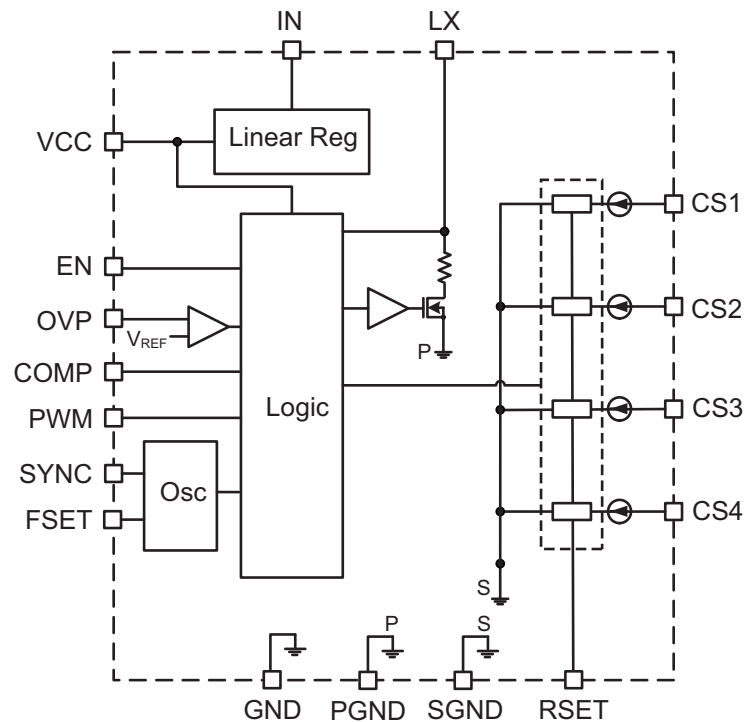 IN LX
VCC
Linear Reg
CS1
EN
OVP
V_REF
CS2
P
COMP
Logic
PWM
CS3
SYNC
Osc
FSET
CS4
S
P
S
GND PGND SGND RSET